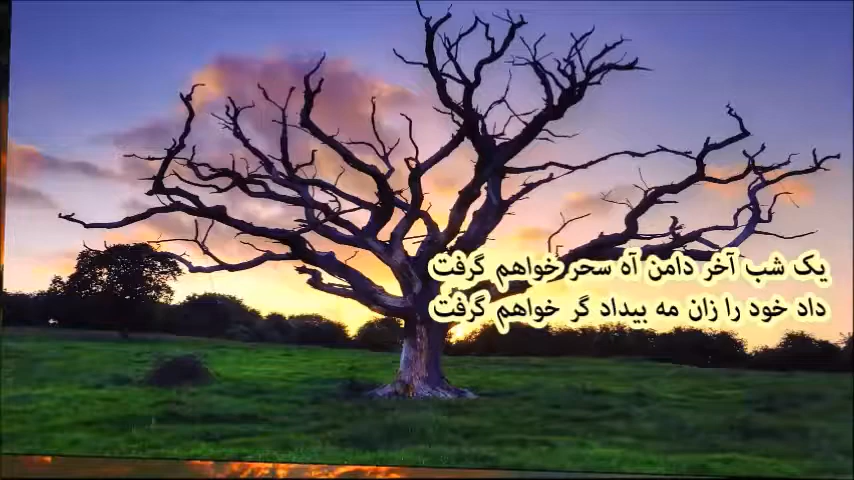 یک شب آخر دامن آه سحر خواهم گرفت
داد خود را زان مه بیداد گر خواهم گرفت